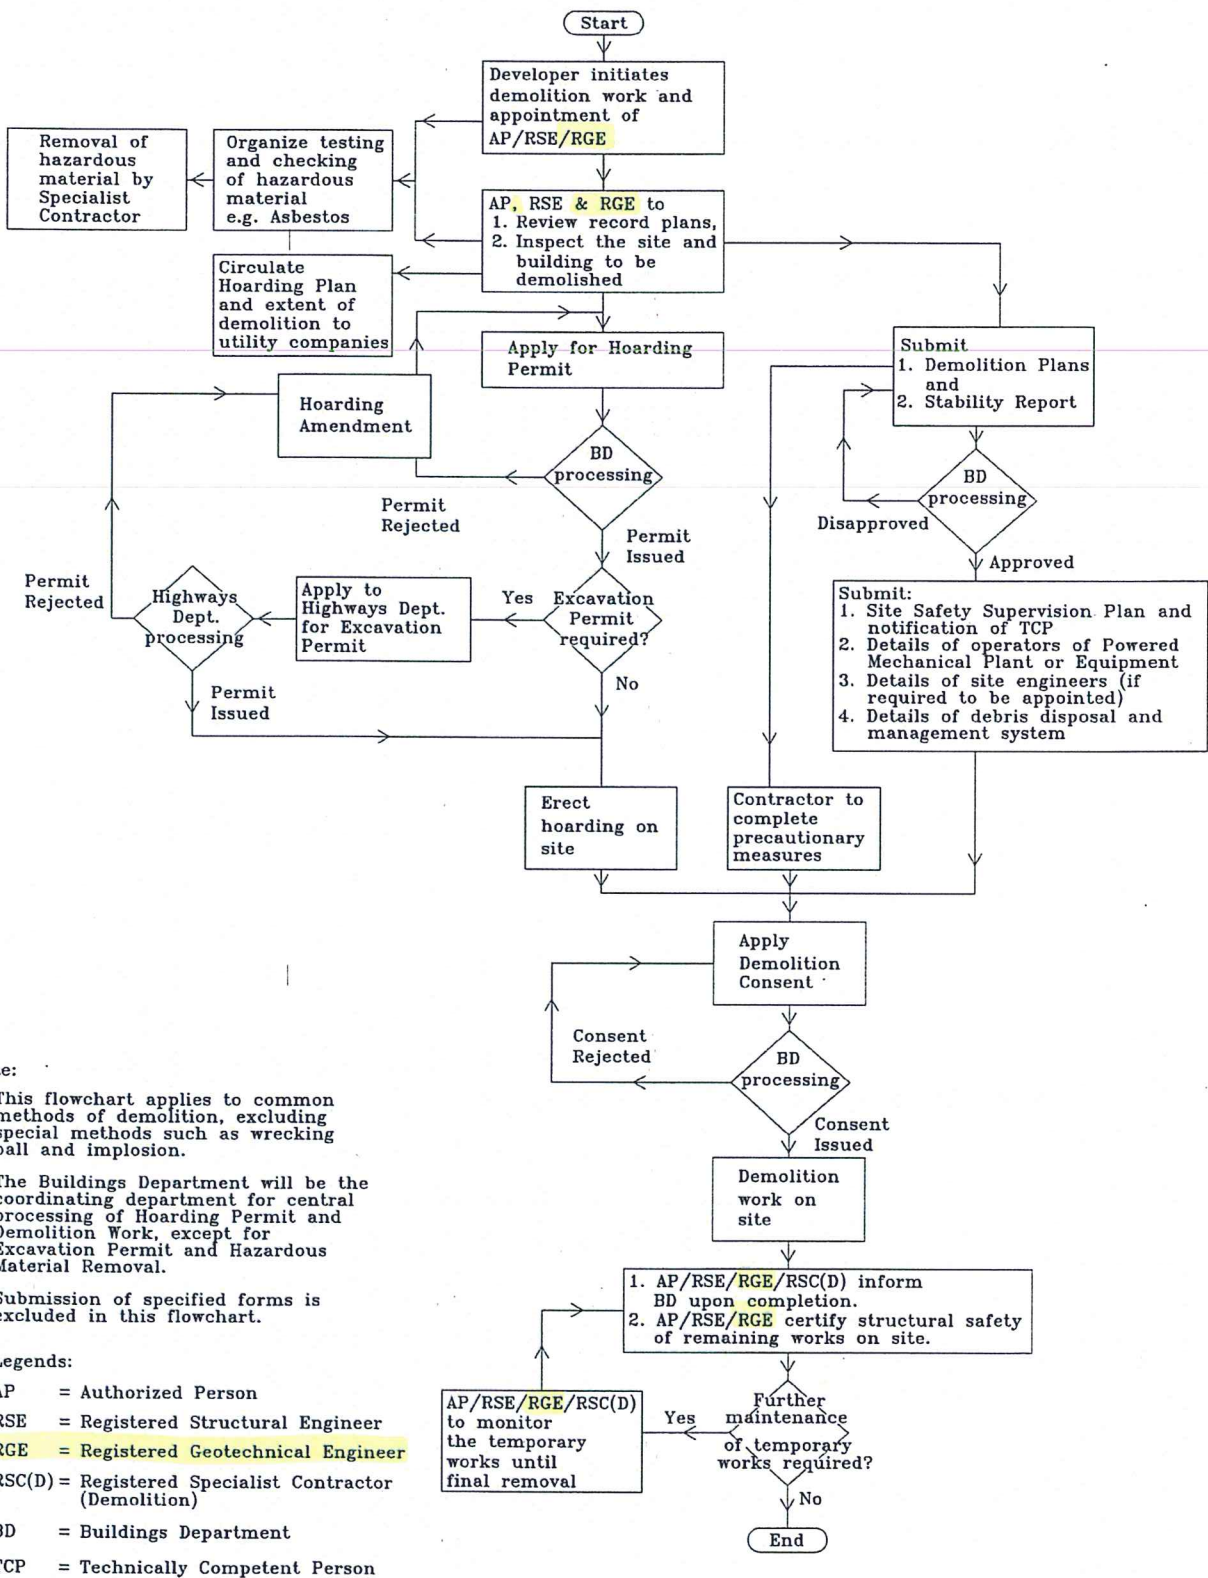 Start
Developer initiates
demolition work and
appointment of
AP/RSE/RGE
Removal of
hazardous
material by
Specialist
Contractor
Organize testing
and checking
of hazardous
material
e.g. Asbestos
AP, RSE & RGE to
1. Review record plans,
2. Inspect the site and
building to be
demolished
Circulate
Hoarding Plan
and extent of
demolition to
utility companies
Apply for Hoarding
Permit
Submit
1. Demolition Plans
and
2. Stability Report
Hoarding
Amendment
BD
processing
Permit
Rejected
Permit
Issued
BD
processing
Disapproved
Approved
Permit
Rejected
Highways
Dept.
processing
Apply to
Highways Dept.
for Excavation
Permit
Yes
Excavation
Permit
required?
No
Permit
Issued
Submit:
1. Site Safety Supervision Plan and
notification of TCP
2. Details of operators of Powered
Mechanical Plant or Equipment
3. Details of site engineers (if
required to be appointed)
4. Details of debris disposal and
management system
Erect
hoarding on
site
Contractor to
complete
precautionary
measures
Apply
Demolition
Consent
Consent
Rejected
BD
processing
Consent
Issued
Demolition
work on
site
1. AP/RSE/RGE/RSC(D) inform
BD upon completion.
2. AP/RSE/RGE certify structural safety
of remaining works on site.
AP/RSE/RGE/RSC(D)
to monitor
the temporary
works until
final removal
Yes
Further
maintenance
of temporary
works required?
No
End
te:
This flowchart applies to common
methods of demolition, excluding
special methods such as wrecking
ball and implosion.
The Buildings Department will be the
coordinating department for central
processing of Hoarding Permit and
Demolition Work, except for
Excavation Permit and Hazardous
Material Removal.
Submission of specified forms is
excluded in this flowchart.
Legends:
AP = Authorized Person
RSE = Registered Structural Engineer
RGE = Registered Geotechnical Engineer
RSC(D) = Registered Specialist Contractor
(Demolition)
BD = Buildings Department
TCP = Technically Competent Person